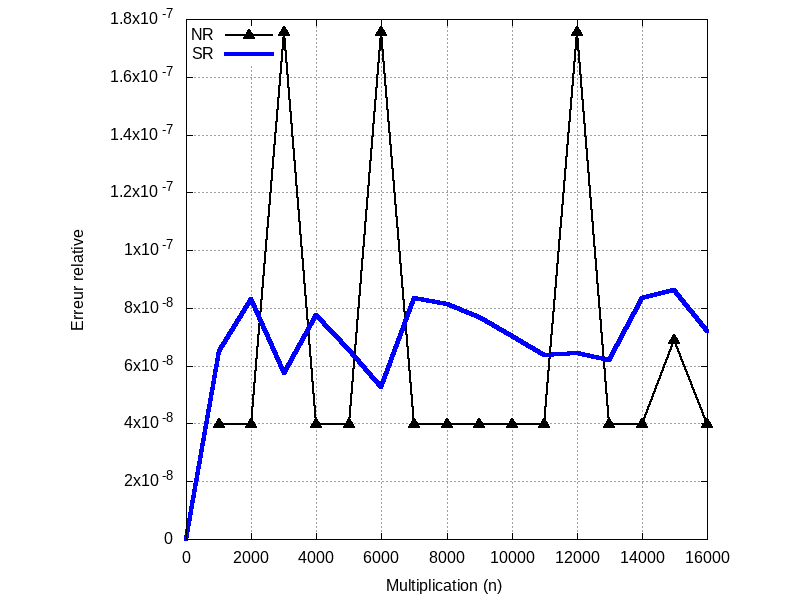 NR
SR
1.8x10 -7
1.6x10 -7
1.4x10 -7
1.2x10 -7
1x10 -7
8x10 -8
6x10 -8
4x10 -8
2x10 -8
0
Erreur relative
0 2000 4000 6000 8000 10000 12000 14000 16000
Multiplication (n)